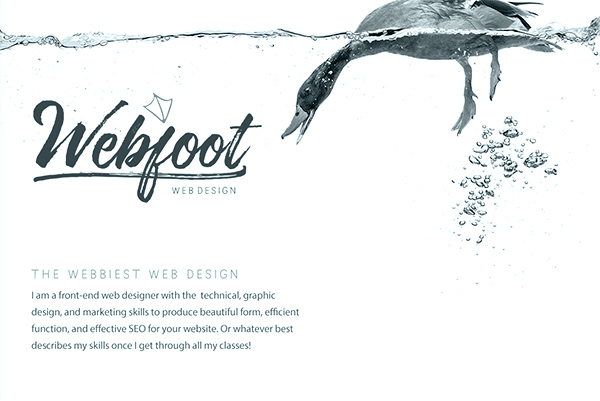 Webfoot
WEB DESIGN
THE WEBBIEST WEB DESIGN
I am a front-end web designer with the technical, graphic
design, and marketing skills to produce beautiful form, efficient
function, and effective SEO for your website. Or whatever best
describes my skills once I get through all my classes!